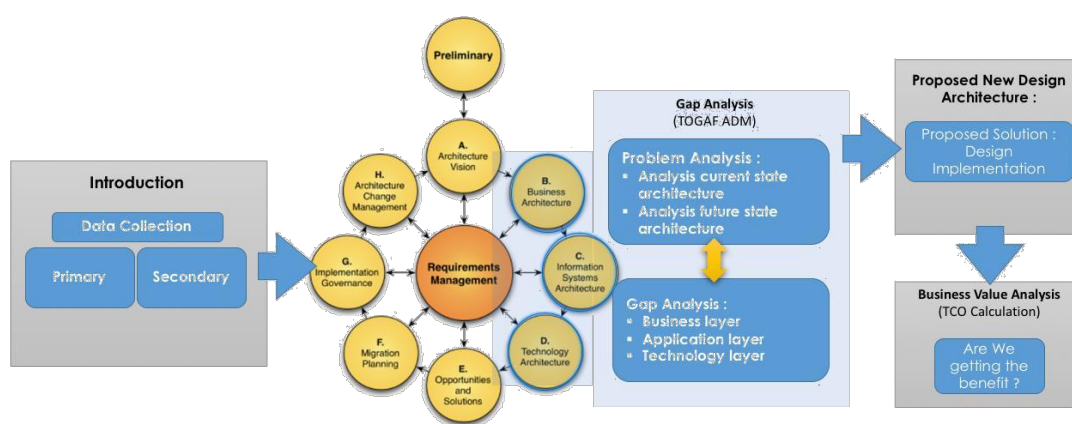 Introduction
Data Collection
Primary
Secondary
Preliminary
A.
Architecture
Vision
B.
Business
Architecture
C.
Information
Systems
Architecture
D.
Technology
Architecture
E.
Opportunities
and
Solutions
F.
Migration
Planning
G.
Implementation
Governance
H.
Architecture
Change
Management
Requirements
Management
Gap Analysis
(TOGAF ADM)
Problem Analysis :
▪ Analysis current state
architecture
▪ Analysis future state
architecture
Gap Analysis :
▪ Business layer
▪ Application layer
▪ Technology layer
Proposed New Design
Architecture :
Proposed Solution :
Design
Implementation
Business Value Analysis
(TCO Calculation)
Are We
getting the
benefit ?